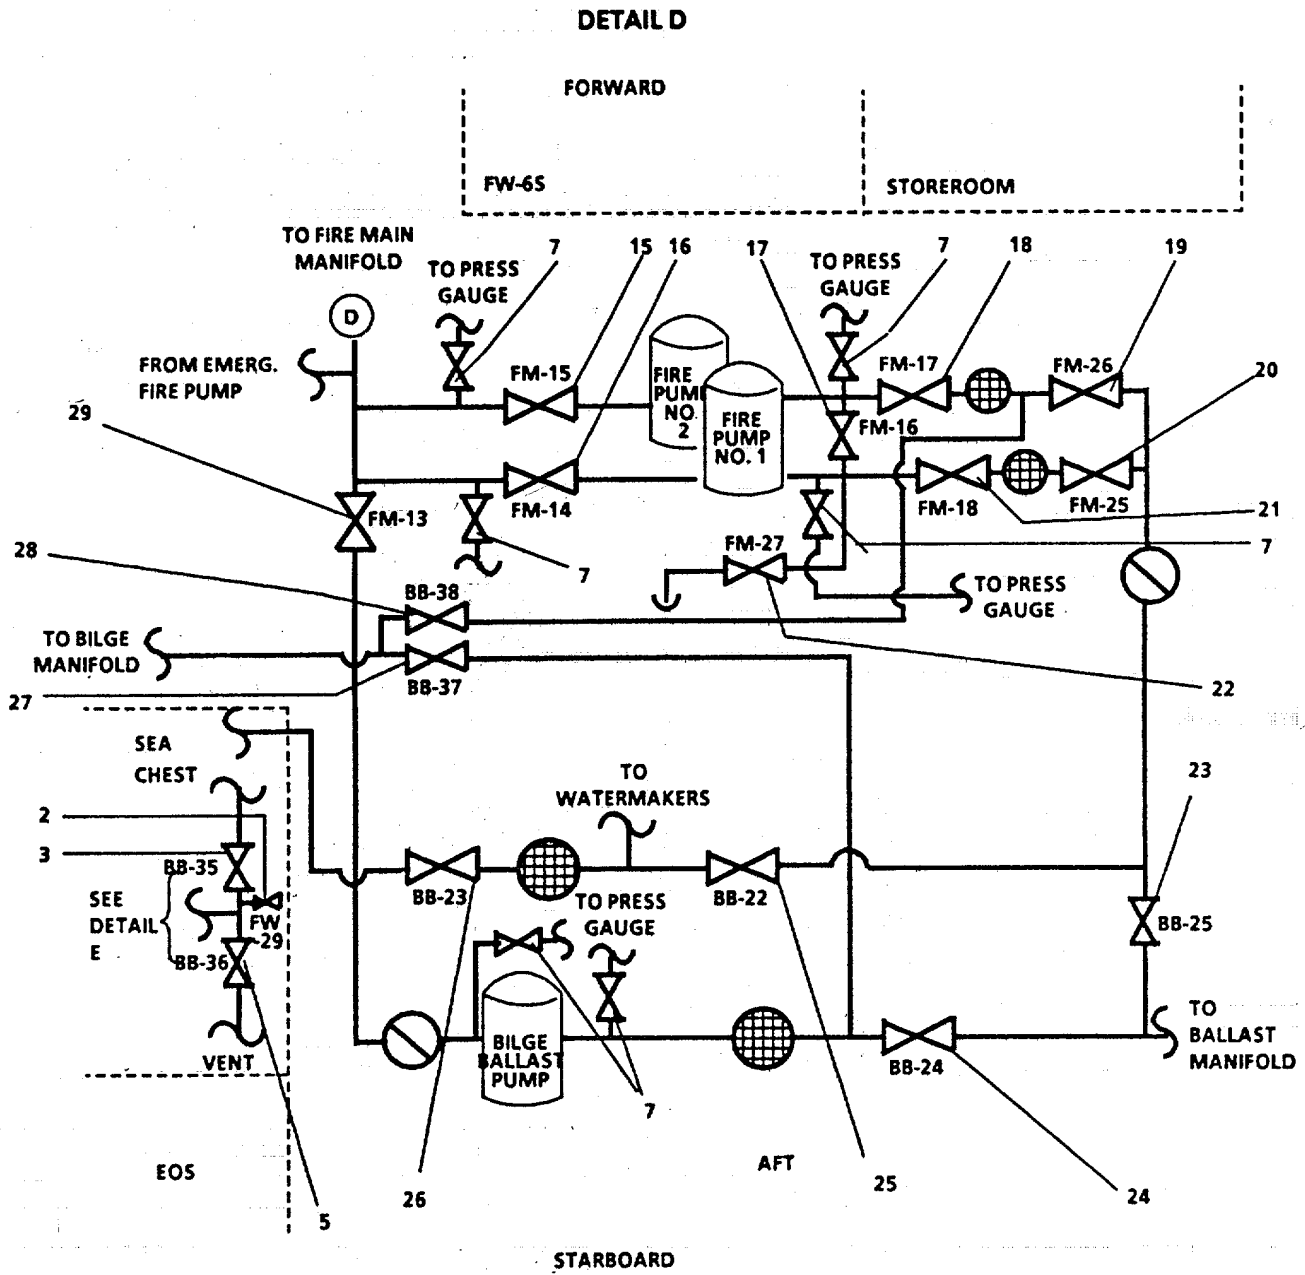 DETAIL D
FORWARD
FW-6S
STOREROOM
TO FIRE MAIN
MANIFOLD
7
15
16
17
7
18
19
TO PRESS
GAUGE
TO PRESS
GAUGE
D
FROM EMERG.
FIRE PUMP
FM-15
FIRE
PUMP
NO.
2
FM-17
FM-26
20
29
FIRE
PUMP
NO. 1
FM-16
FM-13
FM-14
FM-18
FM-25
21
28
7
FM-27
7
BB-38
TO PRESS
GAUGE
TO BILGE
MANIFOLD
BB-37
27
22
SEA
CHEST
TO
WATERMAKERS
23
2
3
BB-35
SEE
DETAIL
E
FW
-29
BB-36
BB-23
TO PRESS
GAUGE
BB-22
BB-25
VENT
BILGE
BALLAST
PUMP
BB-24
TO
BALLAST
MANIFOLD
7
EOS
AFT
26
25
24
5
STARBOARD